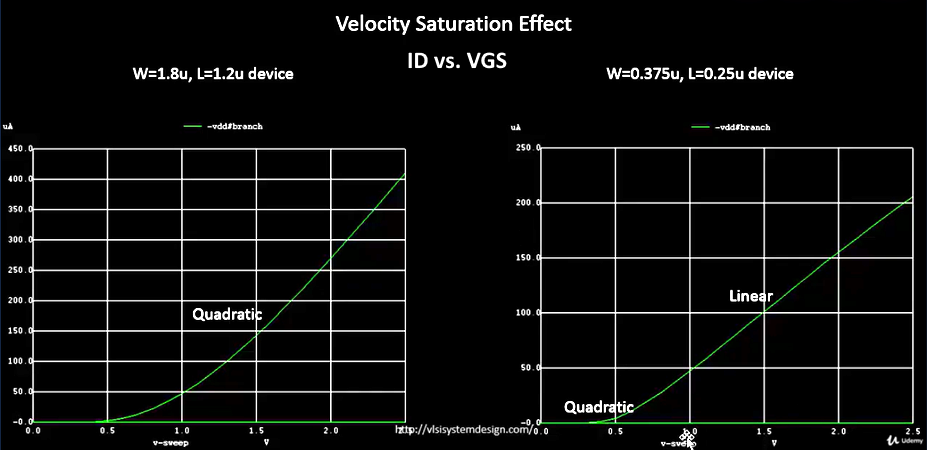 Velocity Saturation Effect
ID vs. VGS
W=1.8u, L=1.2u device
uA
-vdd#branch
450.0
400.0
350.0
300.0
250.0
200.0
150.0
100.0
50.0
-0.0
Quadratic
0.0 0.5 1.0 1.5 2.0
v-sweep V
W=0.375u, L=0.25u device
uA
-vdd#branch
250.0
200.0
150.0
100.0
50.0
-0.0
Linear
Quadratic
0.0 0.5 1.0 1.5 2.0 2.5
v-sweep V
http://vlsisystemdesign.com/
Udemy